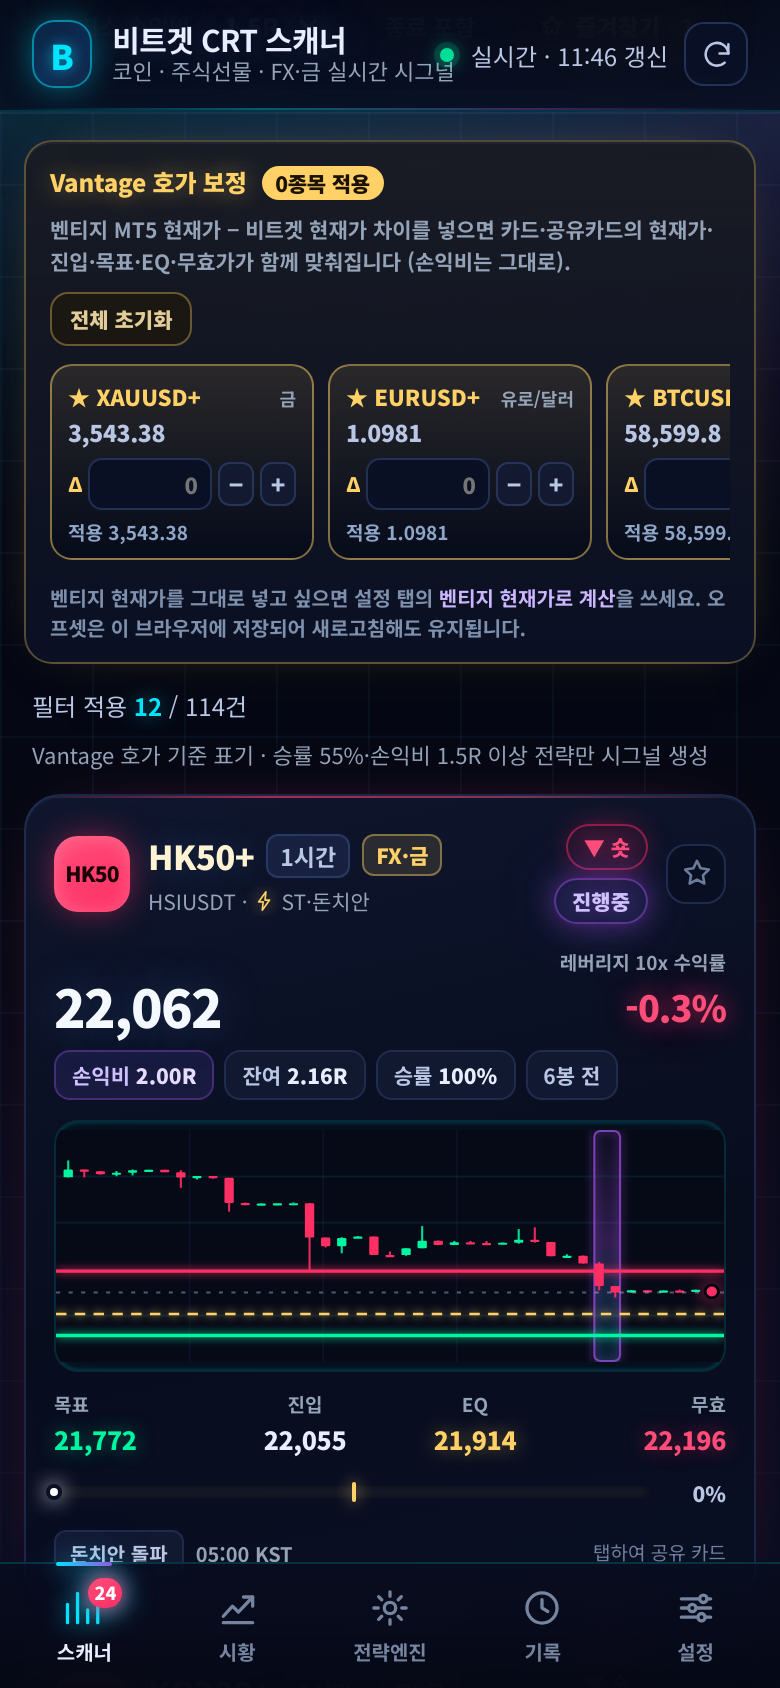 B
비트겟 CRT 스캐너
코인 · 주식선물 · FX·금 실시간 시그널
실시간 · 11:46 갱신
Vantage 호가 보정
0종목 적용
벤티지 MT5 현재가 − 비트겟 현재가 차이를 넣으면 카드·공유카드의 현재가·
진입·목표·EQ·무효가가 함께 맞춰집니다 (손익비는 그대로).
전체 초기화
★ XAUUSD+ 금
3,543.38
Δ 0 − +
적용 3,543.38
★ EURUSD+ 유로/달러
1.0981
Δ 0 − +
적용 1.0981
★ BTCUS
58,599.8
Δ
적용 58,599.
벤티지 현재가를 그대로 넣고 싶으면 설정 탭의 벤티지 현재가로 계산을 쓰세요. 오
프셋은 이 브라우저에 저장되어 새로고침해도 유지됩니다.
필터 적용 12 / 114건
Vantage 호가 기준 표기 · 승률 55%·손익비 1.5R 이상 전략만 시그널 생성
HK50
HK50+ 1시간 FX·금
▼ 숏
HSIUSDT · ⚡ ST·돈치안
진행중
레버리지 10x 수익률
22,062
-0.3%
손익비 2.00R 잔여 2.16R 승률 100% 6봉 전
목표 진입 EQ 무효
21,772 22,055 21,914 22,196
0%
돈치안 돌파 05:00 KST 탭하여 공유 카드
24
스캐너 시황 전략엔진 기록 설정